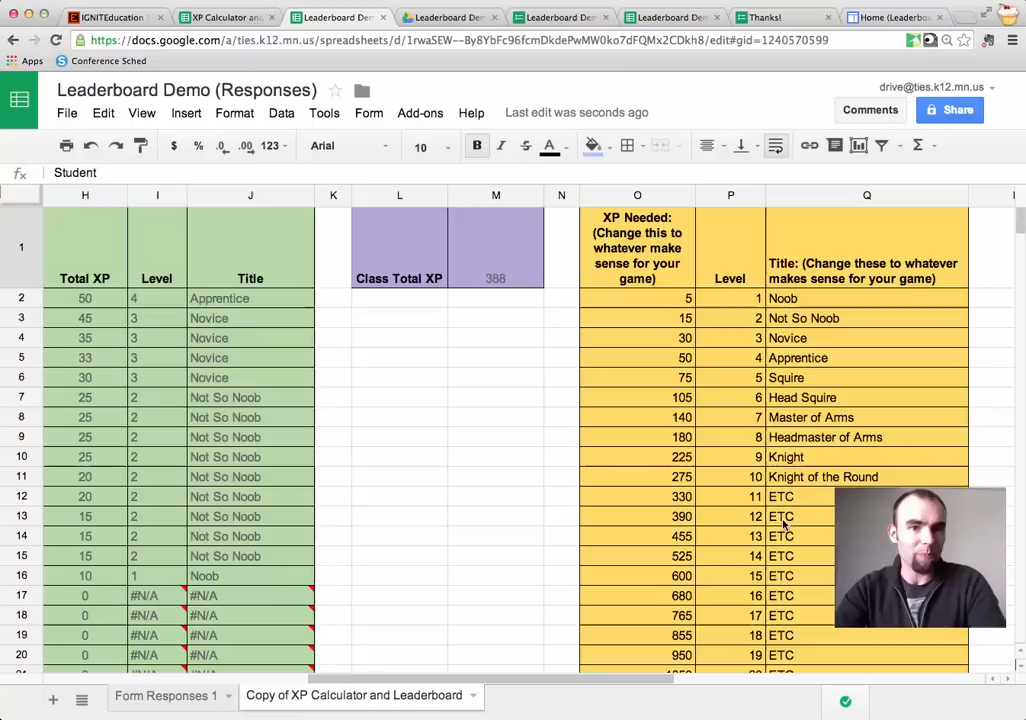 IGNITEducation
XP Calculator and
Leaderboard Dem
Leaderboard Dem
Leaderboard Dem
Leaderboard Dem
Thanks!
Home (Leaderbo
https://docs.google.com/a/ties.k12.mn.us/spreadsheets/d/1rwaSEW--By8YbFc96fcmDkdePwMW0ko7dFQMx2CDkh8/edit#gid=1240570599
Apps Conference Sched
Leaderboard Demo (Responses)
drive@ties.k12.mn.us
File Edit View Insert Format Data Tools Form Add-ons Help Last edit was seconds ago
Comments Share
$ % .0 .00 123 Arial 10 B I S A Σ
fx Student
H I J K L M N O P Q
1 Total XP Level Title Class Total XP 388
XP Needed:
(Change this to
whatever make
sense for your
game)
Level
Title: (Change these to whatever
makes sense for your game)
2 50 4 Apprentice 5 1 Noob
3 45 3 Novice 15 2 Not So Noob
4 35 3 Novice 30 3 Novice
5 33 3 Novice 50 4 Apprentice
6 30 3 Novice 75 5 Squire
7 25 2 Not So Noob 105 6 Head Squire
8 25 2 Not So Noob 140 7 Master of Arms
9 25 2 Not So Noob 180 8 Headmaster of Arms
10 25 2 Not So Noob 225 9 Knight
11 20 2 Not So Noob 275 10 Knight of the Round
12 20 2 Not So Noob 330 11 ETC
13 15 2 Not So Noob 390 12 ETC
14 15 2 Not So Noob 455 13 ETC
15 15 2 Not So Noob 525 14 ETC
16 10 1 Noob 600 15 ETC
17 0 #N/A #N/A 680 16 ETC
18 0 #N/A #N/A 765 17 ETC
19 0 #N/A #N/A 855 18 ETC
20 0 #N/A #N/A 950 19 ETC
Form Responses 1 Copy of XP Calculator and Leaderboard